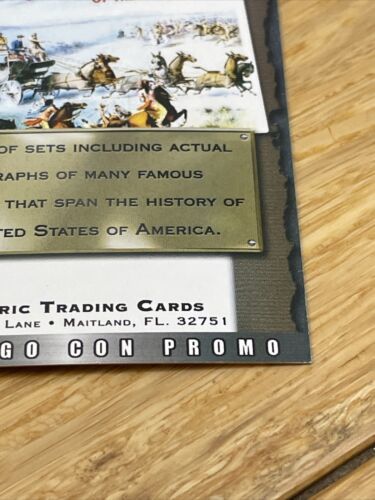 OF SETS INCLUDING ACTUAL
RAPHS OF MANY FAMOUS
THAT SPAN THE HISTORY OF
TED STATES OF AMERICA.
RIC TRADING CARDS
LANE • MAITLAND, FL. 32751
GO CON PROMO